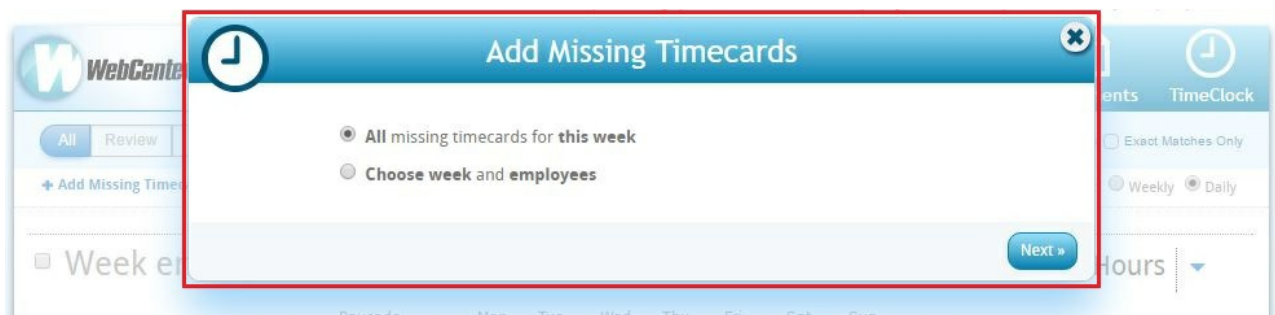 Add Missing Timecards
WebCente
ents
TimeClock
All missing timecards for this week
All
Review
Exact Matches Only
Choose week and employees
+ Add Missing Timec
Weekly
Daily
Next »
Week e
Hours
Paycode Mon Tue Wed Thu Fri Sat Sun